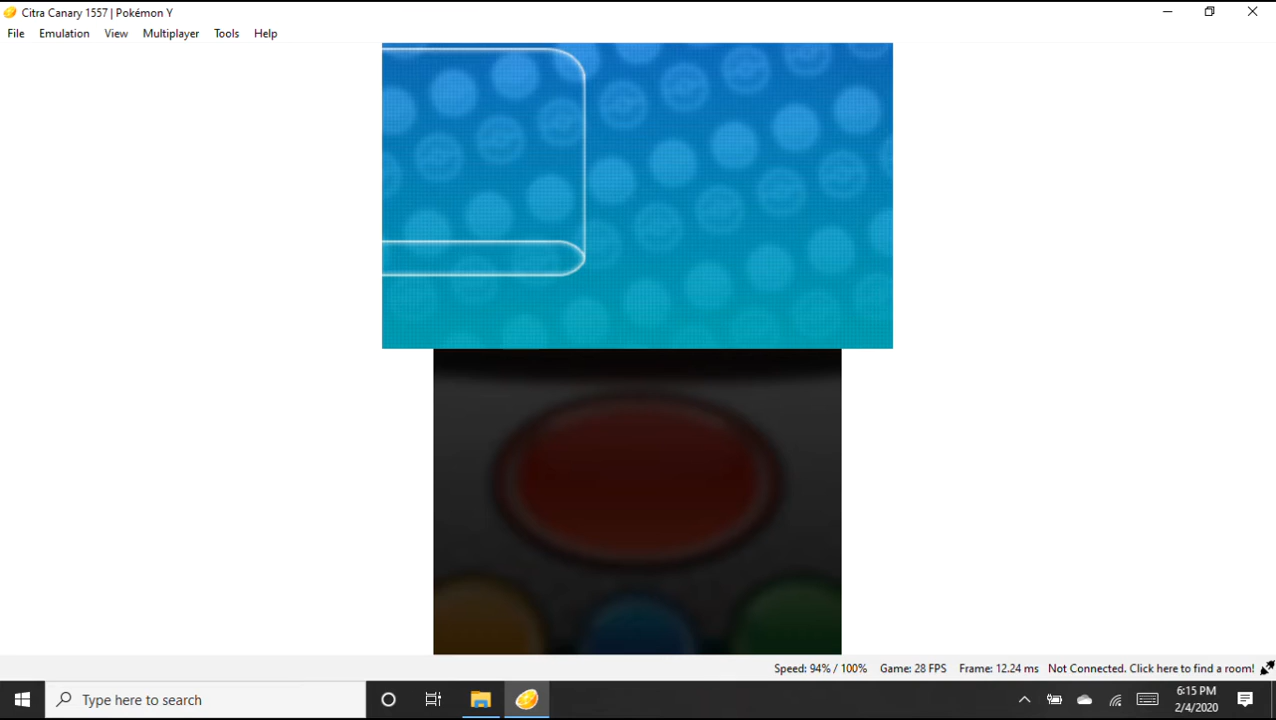 Citra Canary 1557 | Pokémon Y
File Emulation View Multiplayer Tools Help
Speed: 94% / 100% Game: 28 FPS Frame: 12.24 ms Not Connected. Click here to find a room!
Type here to search
6:15 PM
2/4/2020